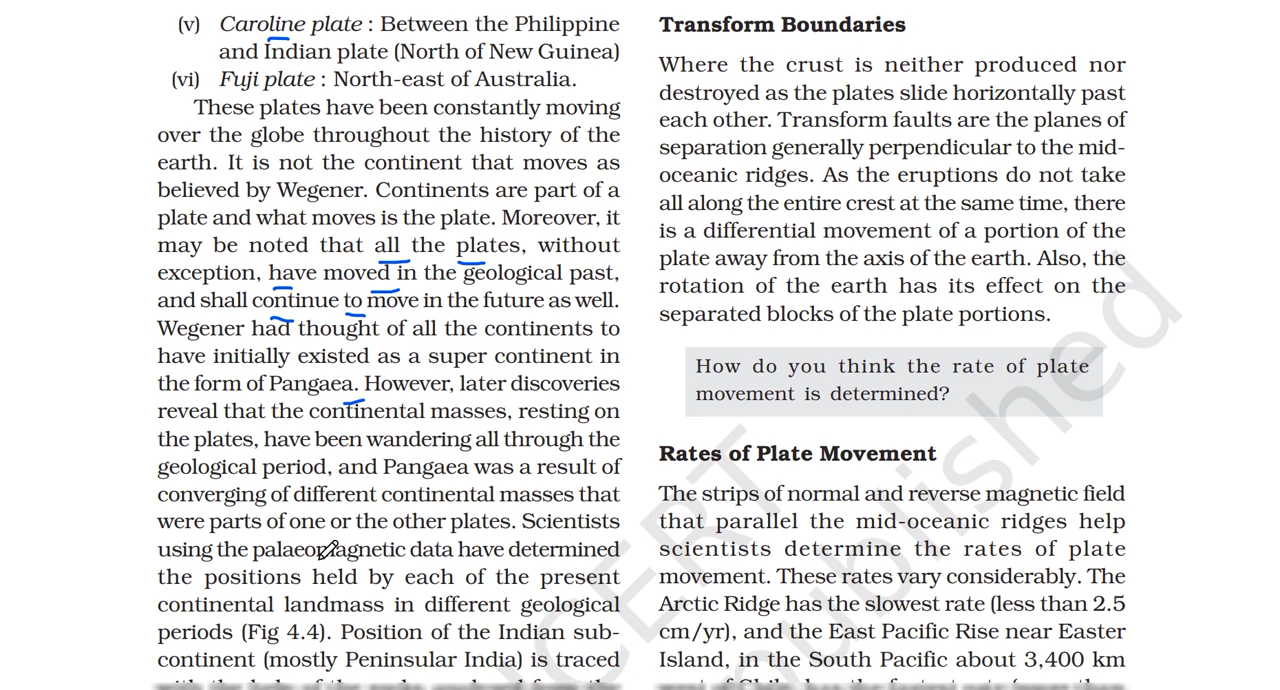 (v) Caroline plate : Between the Philippine
and Indian plate (North of New Guinea)
(vi) Fuji plate : North-east of Australia.
These plates have been constantly moving
over the globe throughout the history of the
earth. It is not the continent that moves as
believed by Wegener. Continents are part of a
plate and what moves is the plate. Moreover, it
may be noted that all the plates, without
exception, have moved in the geological past,
and shall continue to move in the future as well.
Wegener had thought of all the continents to
have initially existed as a super continent in
the form of Pangaea. However, later discoveries
reveal that the continental masses, resting on
the plates, have been wandering all through the
geological period, and Pangaea was a result of
converging of different continental masses that
were parts of one or the other plates. Scientists
using the palaeomagnetic data have determined
the positions held by each of the present
continental landmass in different geological
periods (Fig 4.4). Position of the Indian sub-
continent (mostly Peninsular India) is traced
Transform Boundaries
Where the crust is neither produced nor
destroyed as the plates slide horizontally past
each other. Transform faults are the planes of
separation generally perpendicular to the mid-
oceanic ridges. As the eruptions do not take
all along the entire crest at the same time, there
is a differential movement of a portion of the
plate away from the axis of the earth. Also, the
rotation of the earth has its effect on the
separated blocks of the plate portions.
How do you think the rate of plate
movement is determined?
Rates of Plate Movement
The strips of normal and reverse magnetic field
that parallel the mid-oceanic ridges help
scientists determine the rates of plate
movement. These rates vary considerably. The
Arctic Ridge has the slowest rate (less than 2.5
cm/yr), and the East Pacific Rise near Easter
Island, in the South Pacific about 3,400 km